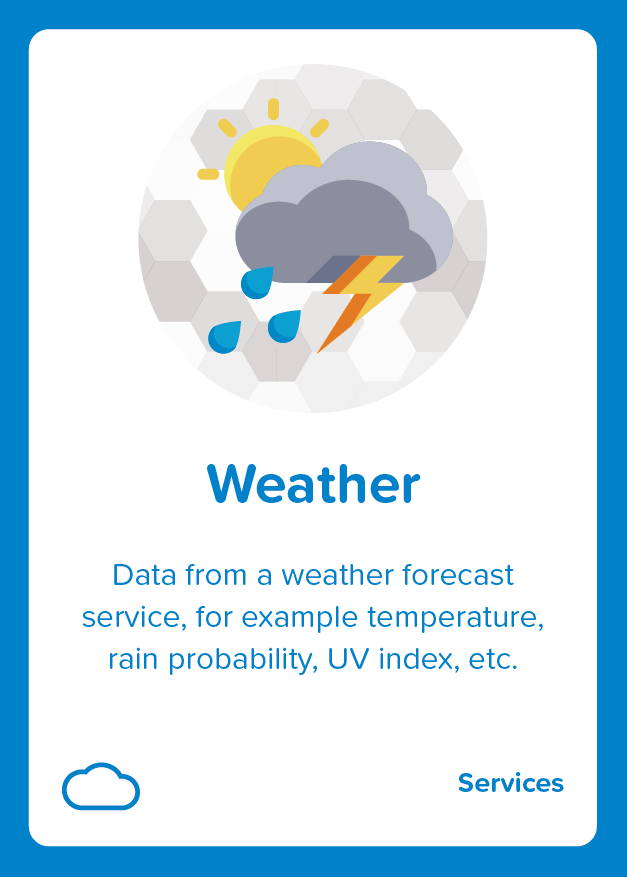 Weather
Data from a weather forecast
service, for example temperature,
rain probability, UV index, etc.
Services